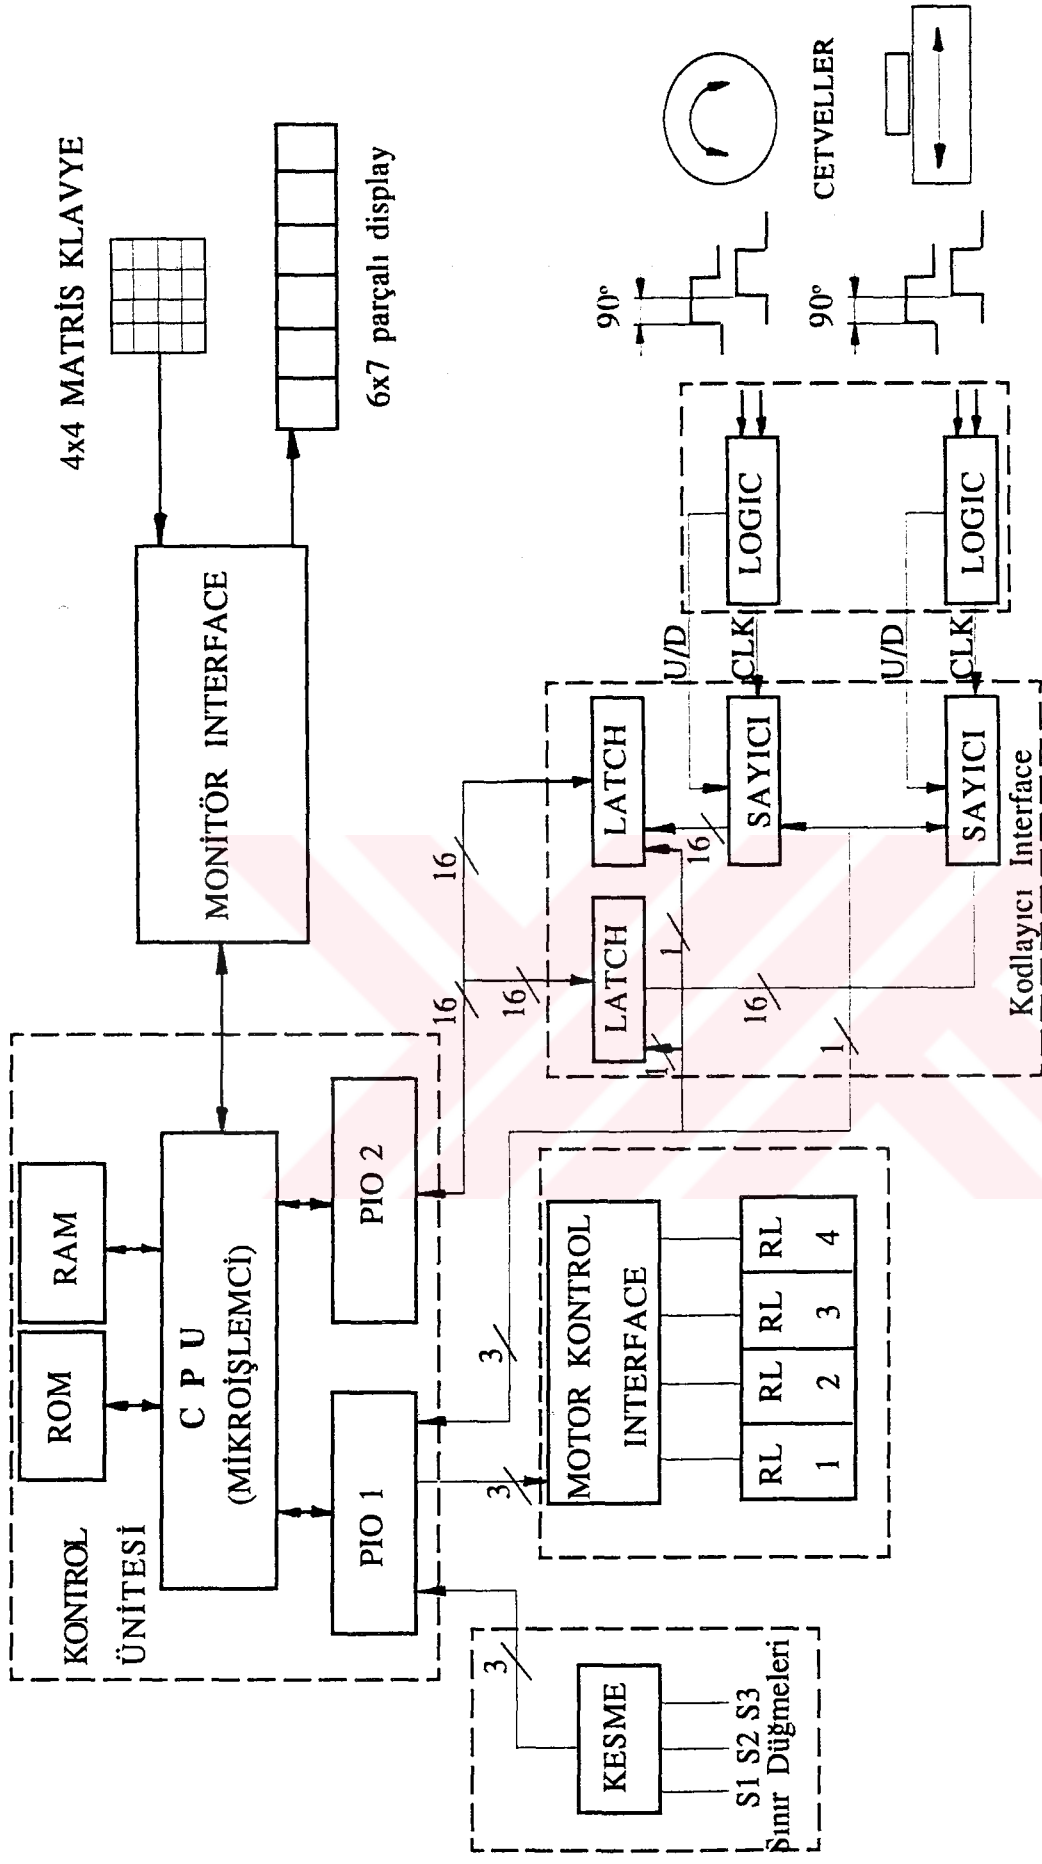 4x4 MATRİS KLAVYE
6x7 parçalı display
MONİTÖR INTERFACE
KONTROL
ÜNİTESİ
ROM
RAM
C P U
(MİKROİŞLEMCİ)
PIO 1
PIO 2
3
3
3
16
16
16
KESME
S1 S2 S3
Sınır Düğmeleri
MOTOR KONTROL
INTERFACE
RL RL RL RL
1 2 3 4
LATCH
LATCH
1
1
1
16
16
SAYICI
SAYICI
Kodlayıcı Interface
U/D
CLK
U/D
CLK
LOGIC
LOGIC
90°
90°
CETVELLER